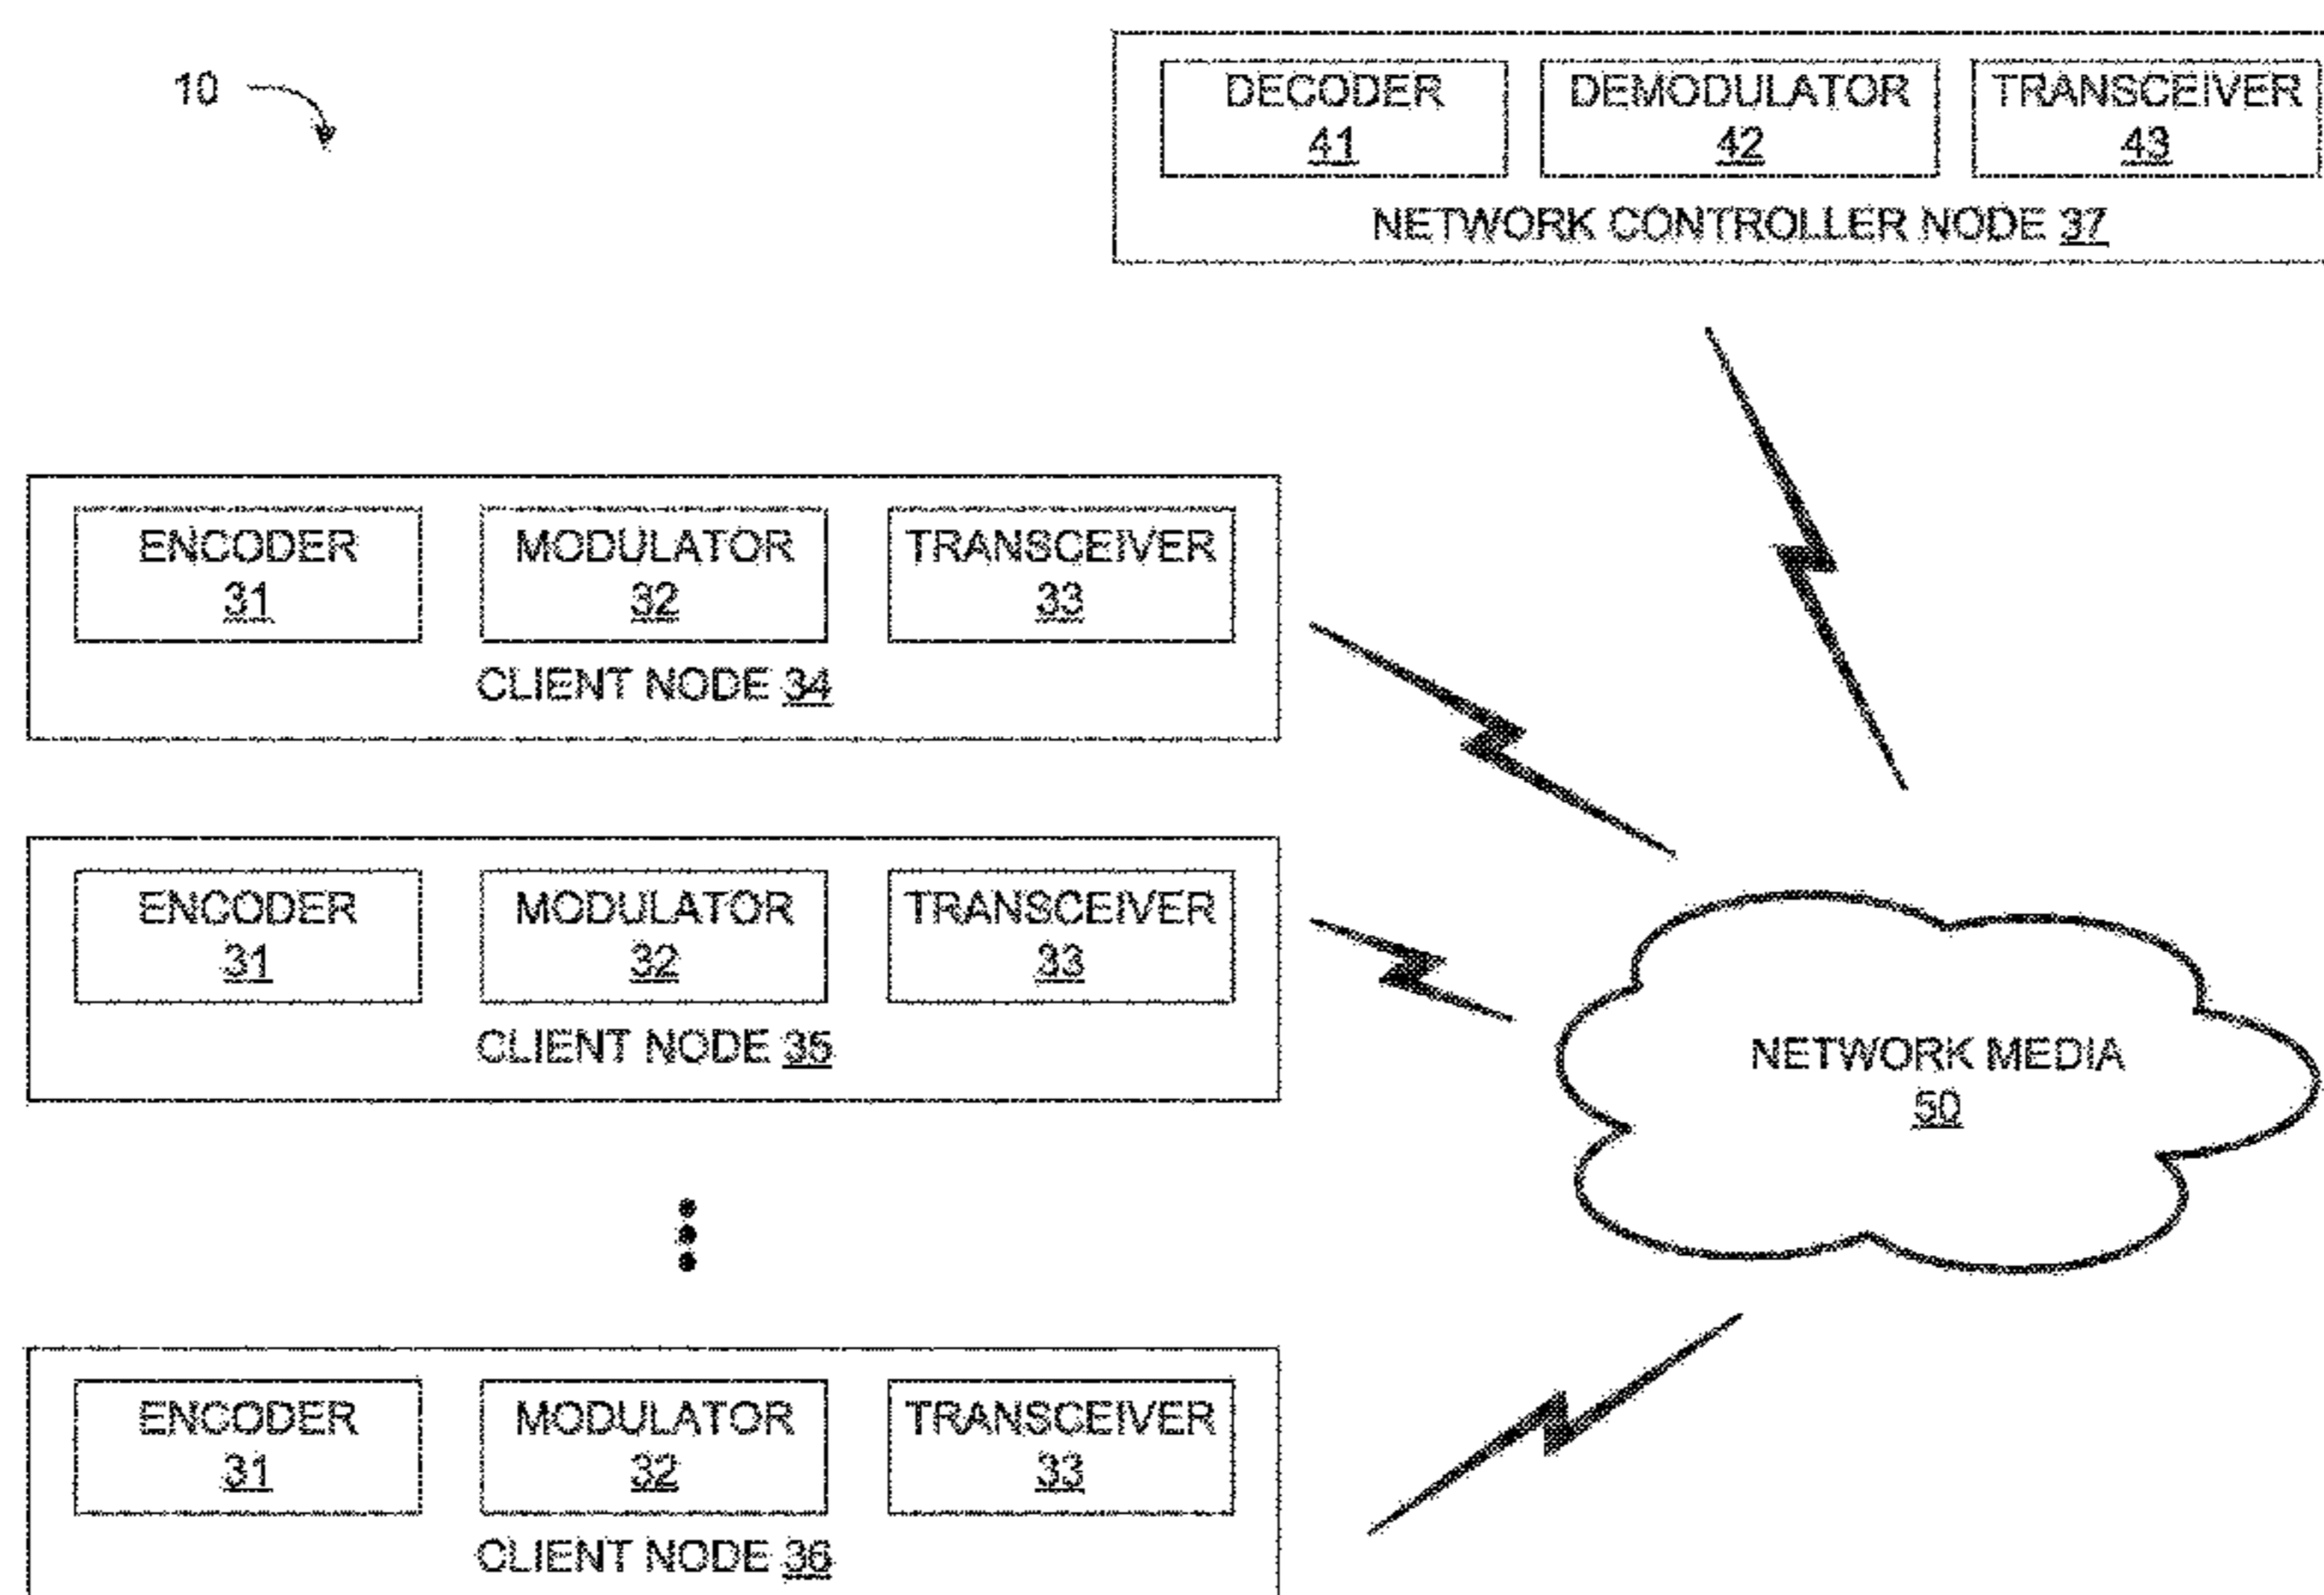 10
DECODER DEMODULATOR TRANSCEIVER
41 42 43
NETWORK CONTROLLER NODE 37
ENCODER MODULATOR TRANSCEIVER
31 32 33
CLIENT NODE 34
ENCODER MODULATOR TRANSCEIVER
31 32 33
CLIENT NODE 35
NETWORK MEDIA
50
ENCODER MODULATOR TRANSCEIVER
31 32 33
CLIENT NODE 36